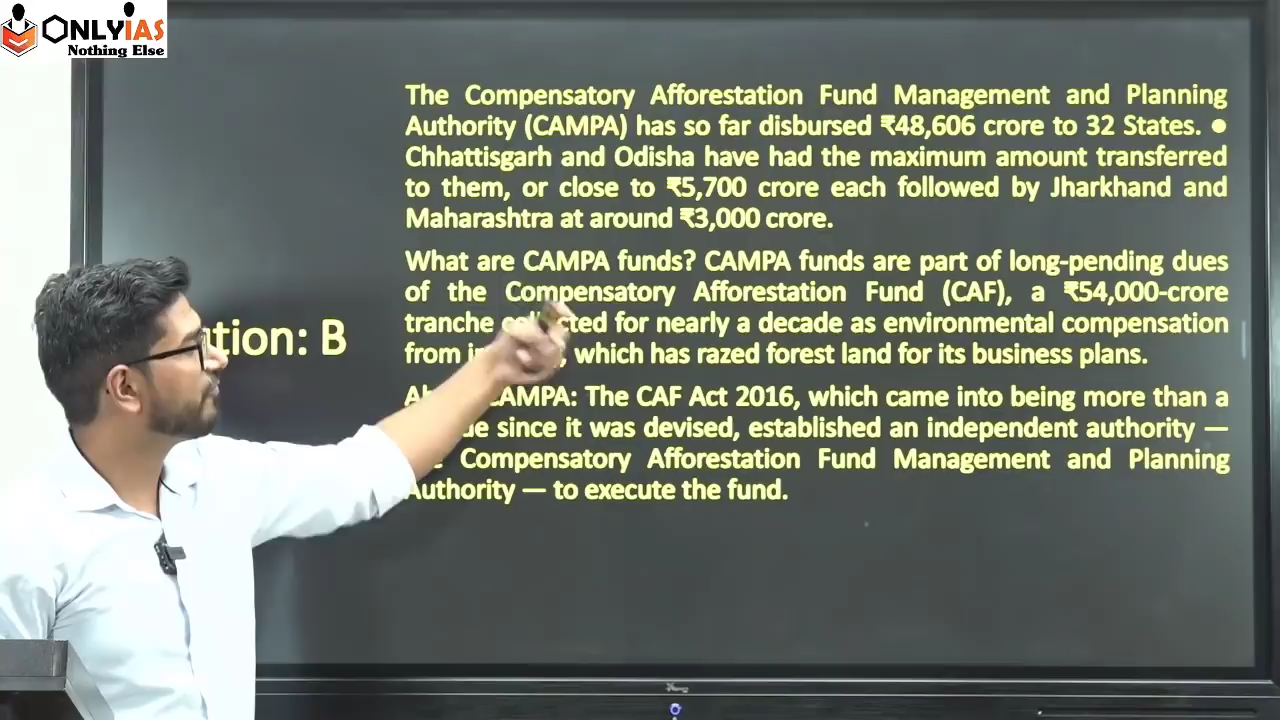 ONLYIAS
Nothing Else
The Compensatory Afforestation Fund Management and Planning
Authority (CAMPA) has so far disbursed ₹48,606 crore to 32 States. ●
Chhattisgarh and Odisha have had the maximum amount transferred
to them, or close to ₹5,700 crore each followed by Jharkhand and
Maharashtra at around ₹3,000 crore.
What are CAMPA funds? CAMPA funds are part of long-pending dues
of the Compensatory Afforestation Fund (CAF), a ₹54,000-crore
tranche for nearly a decade as environmental compensation
from which has razed forest land for its business plans.
: B
CAMPA: The CAF Act 2016, which came into being more than a
since it was devised, established an independent authority —
Compensatory Afforestation Fund Management and Planning
Authority — to execute the fund.